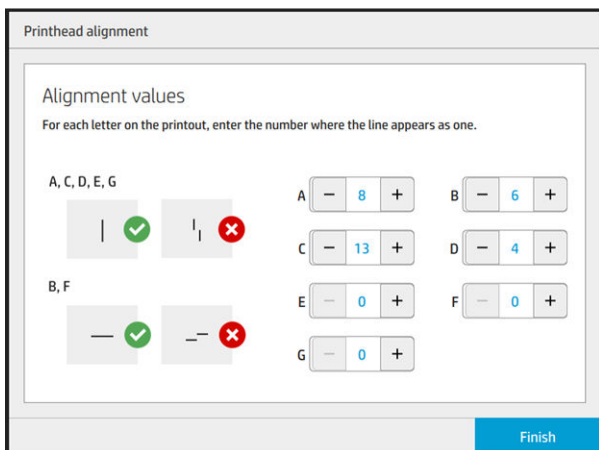 Printhead alignment
Alignment values
For each letter on the printout, enter the number where the line appears as one.
A, C, D, E, G
A − 8 + B − 6 +
C − 13 + D − 4 +
B, F
E − 0 + F − 0 +
G − 0 +
Finish